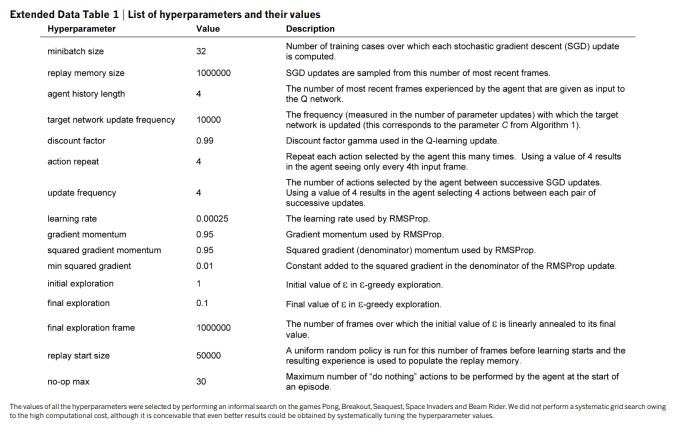 Extended Data Table 1 | List of hyperparameters and their values
Hyperparameter Value Description
minibatch size 32 Number of training cases over which each stochastic gradient descent (SGD) update
is computed.
replay memory size 1000000 SGD updates are sampled from this number of most recent frames.
agent history length 4 The number of most recent frames experienced by the agent that are given as input to
the Q network.
target network update frequency 10000 The frequency (measured in the number of parameter updates) with which the target
network is updated (this corresponds to the parameter C from Algorithm 1).
discount factor 0.99 Discount factor gamma used in the Q-learning update.
action repeat 4 Repeat each action selected by the agent this many times. Using a value of 4 results
in the agent seeing only every 4th input frame.
update frequency 4 The number of actions selected by the agent between successive SGD updates.
Using a value of 4 results in the agent selecting 4 actions between each pair of
successive updates.
learning rate 0.00025 The learning rate used by RMSProp.
gradient momentum 0.95 Gradient momentum used by RMSProp.
squared gradient momentum 0.95 Squared gradient (denominator) momentum used by RMSProp.
min squared gradient 0.01 Constant added to the squared gradient in the denominator of the RMSProp update.
initial exploration 1 Initial value of ε in ε-greedy exploration.
final exploration 0.1 Final value of ε in ε-greedy exploration.
final exploration frame 1000000 The number of frames over which the initial value of ε is linearly annealed to its final
value.
replay start size 50000 A uniform random policy is run for this number of frames before learning starts and the
resulting experience is used to populate the replay memory.
no-op max 30 Maximum number of “do nothing” actions to be performed by the agent at the start of
an episode.
The values of all the hyperparameters were selected by performing an informal search on the games Pong, Breakout, Seaquest, Space Invaders and Beam Rider. We did not perform a systematic grid search owing
to the high computational cost, although it is conceivable that even better results could be obtained by systematically tuning the hyperparameter values.